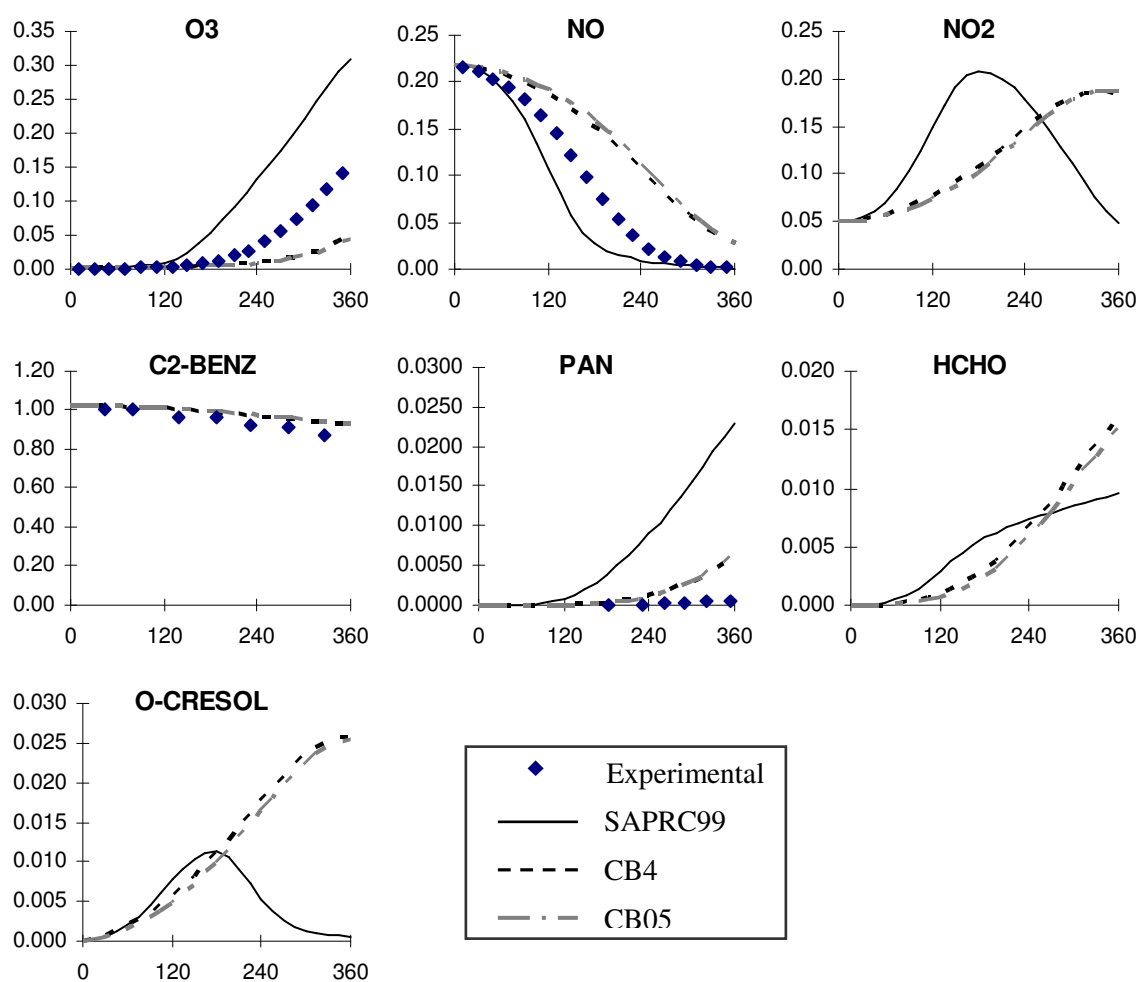 O3
0.35
0.30
0.25
0.20
0.15
0.10
0.05
0.00
0 120 240 360
NO
0.25
0.20
0.15
0.10
0.05
0.00
0 120 240 360
NO2
0.25
0.20
0.15
0.10
0.05
0.00
0 120 240 360
C2-BENZ
1.20
1.00
0.80
0.60
0.40
0.20
0.00
0 120 240 360
PAN
0.0300
0.0250
0.0200
0.0150
0.0100
0.0050
0.0000
0 120 240 360
HCHO
0.020
0.015
0.010
0.005
0.000
0 120 240 360
O-CRESOL
0.030
0.025
0.020
0.015
0.010
0.005
0.000
0 120 240 360
Experimental
SAPRC99
CB4
CB05